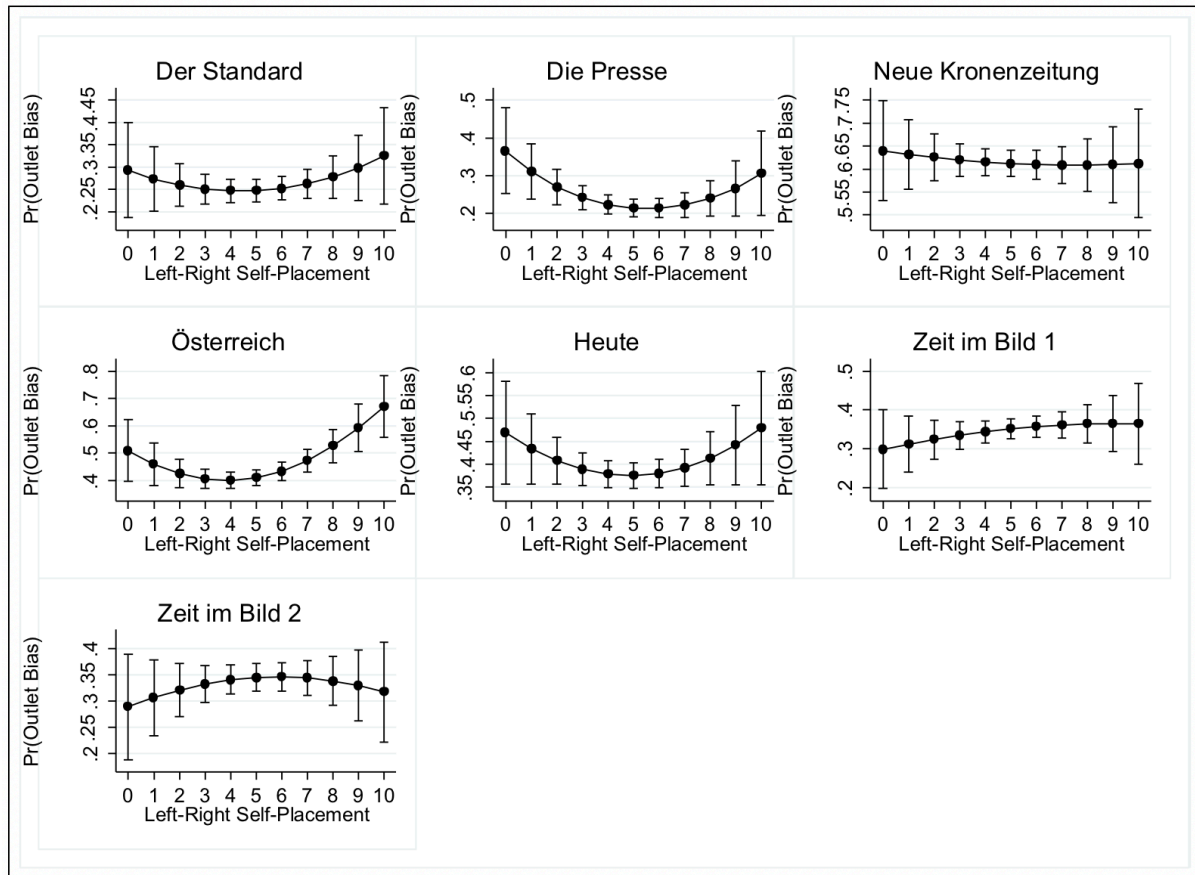 Der Standard
Pr(Outlet Bias)
.2 .25 .3 .35 .4 .45
0 1 2 3 4 5 6 7 8 9 10
Left-Right Self-Placement
Die Presse
Pr(Outlet Bias)
.2 .3 .4 .5
0 1 2 3 4 5 6 7 8 9 10
Left-Right Self-Placement
Neue Kronenzeitung
Pr(Outlet Bias)
.5 .55 .6 .65 .7 .75
0 1 2 3 4 5 6 7 8 9 10
Left-Right Self-Placement
Österreich
Pr(Outlet Bias)
.4 .5 .6 .7 .8
0 1 2 3 4 5 6 7 8 9 10
Left-Right Self-Placement
Heute
Pr(Outlet Bias)
.35 .4 .45 .5 .55 .6
0 1 2 3 4 5 6 7 8 9 10
Left-Right Self-Placement
Zeit im Bild 1
Pr(Outlet Bias)
.2 .3 .4 .5
0 1 2 3 4 5 6 7 8 9 10
Left-Right Self-Placement
Zeit im Bild 2
Pr(Outlet Bias)
.2 .25 .3 .35 .4
0 1 2 3 4 5 6 7 8 9 10
Left-Right Self-Placement